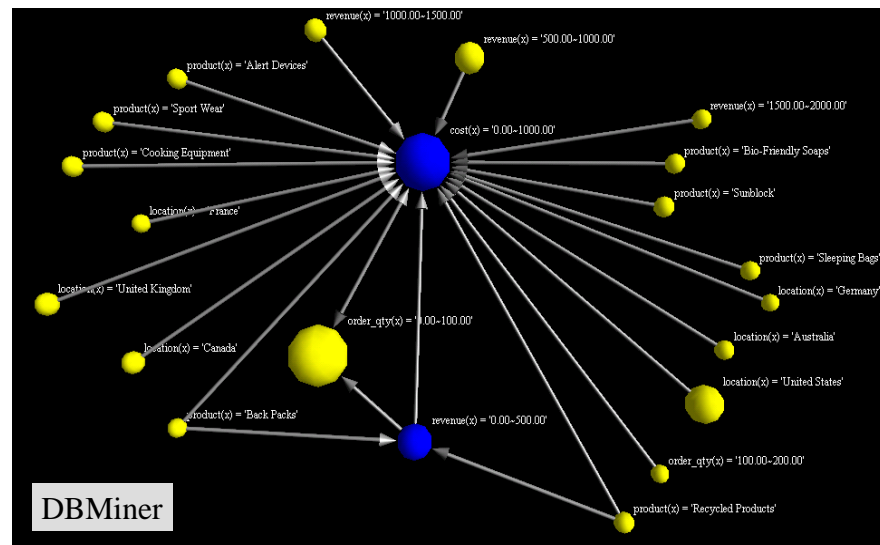 revenue(x) = '1000.00~1500.00'
revenue(x) = '500.00~1000.00'
product(x) = 'Alert Devices'
product(x) = 'Sport Wear'
revenue(x) = '1500.00~2000.00'
cost(x) = '0.00~1000.00'
product(x) = 'Cooking Equipment'
product(x) = 'Bio-Friendly Soaps'
product(x) = 'Sunblock'
location(x) = 'France'
product(x) = 'Sleeping Bags'
location(x) = 'United Kingdom'
location(x) = 'Germany'
order_qty(x) = '0.00~100.00'
location(x) = 'Australia'
location(x) = 'Canada'
location(x) = 'United States'
product(x) = 'Back Packs'
revenue(x) = '0.00~500.00'
order_qty(x) = '100.00~200.00'
product(x) = 'Recycled Products'
DBMiner